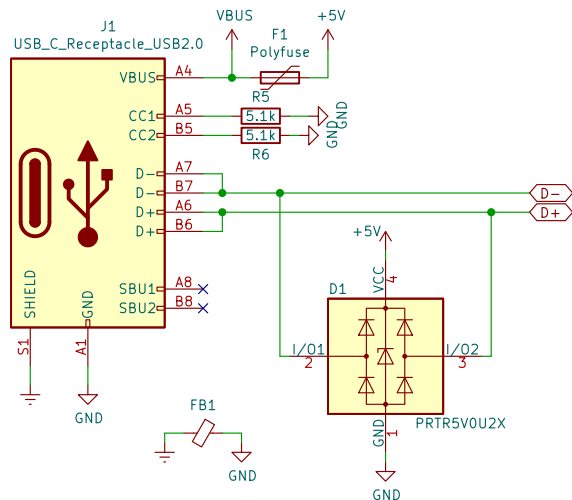 VBUS
+5V
J1
USB_C_Receptacle_USB2.0
F1
Polyfuse
VBUS
A4
R5
CC1
A5
5.1k
GND
CC2
B5
5.1k
GND
R6
D-
A7
D-
B7
D-
D+
A6
D+
D+
B6
+5V
SBU1
A8
SBU2
B8
SHIELD
GND
S1
A1
D1
VCC
4
I/O1
2
I/O2
3
GND
1
PRTR5V0U2X
GND
FB1
GND
GND